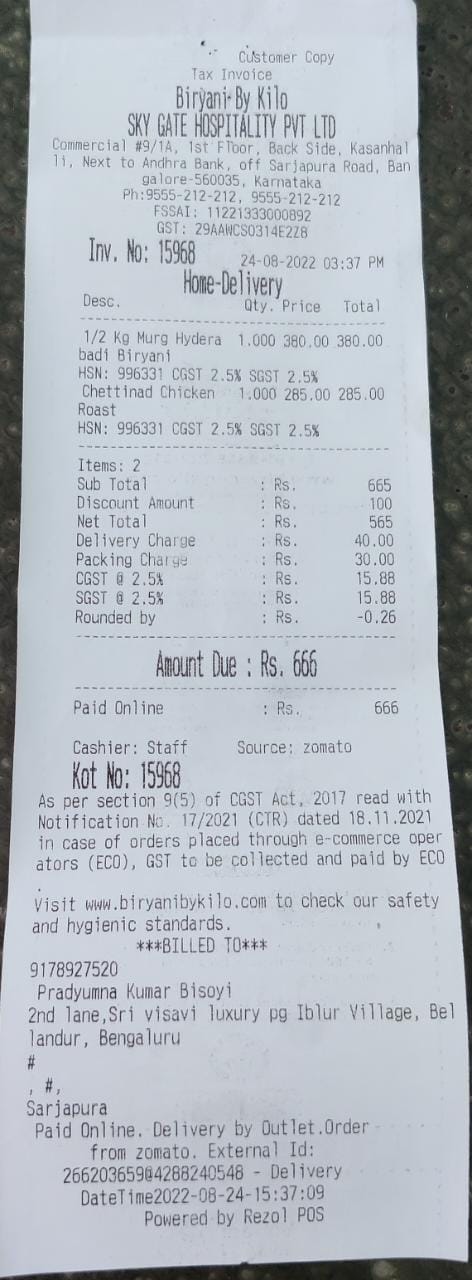 Customer Copy
Tax Invoice
Biryani By Kilo
SKY GATE HOSPITALITY PVT LTD
Commercial #9/1A, 1st Floor, Back Side, Kasanhal
li, Next to Andhra Bank, off Sarjapura Road, Ban
galore-560035, Karnataka
Ph:9555-212-212, 9555-212-212
FSSAI: 11221333000892
GST: 29AAWCS0314E2Z8
Inv. No: 15968 24-08-2022 03:37 PM
Home-Delivery
Desc. Qty. Price Total
1/2 Kg Murg Hydera 1.000 380.00 380.00
badi Biryani
HSN: 996331 CGST 2.5% SGST 2.5%
Chettinad Chicken 1.000 285.00 285.00
Roast
HSN: 996331 CGST 2.5% SGST 2.5%
Items: 2
Sub Total : Rs. 665
Discount Amount : Rs. 100
Net Total : Rs. 565
Delivery Charge : Rs. 40.00
Packing Charge : Rs. 30.00
CGST @ 2.5% : Rs. 15.88
SGST @ 2.5% : Rs. 15.88
Rounded by : Rs. -0.26
Amount Due : Rs. 666
Paid Online : Rs. 666
Cashier: Staff Source: zomato
Kot No: 15968
As per section 9(5) of CGST Act, 2017 read with
Notification No. 17/2021 (CTR) dated 18.11.2021
in case of orders placed through e-commerce oper
ators (ECO), GST to be collected and paid by ECO
.
Visit www.biryanibykilo.com to check our safety
and hygienic standards.
***BILLED TO***
9178927520
Pradyumna Kumar Bisoyi
2nd lane,Sri visavi luxury pg Iblur Village, Bel
landur, Bengaluru
#
, #,
Sarjapura
Paid Online. Delivery by Outlet.Order
from zomato. External Id:
266203659@4288240548 - Delivery
DateTime2022-08-24-15:37:09
Powered by Rezol POS